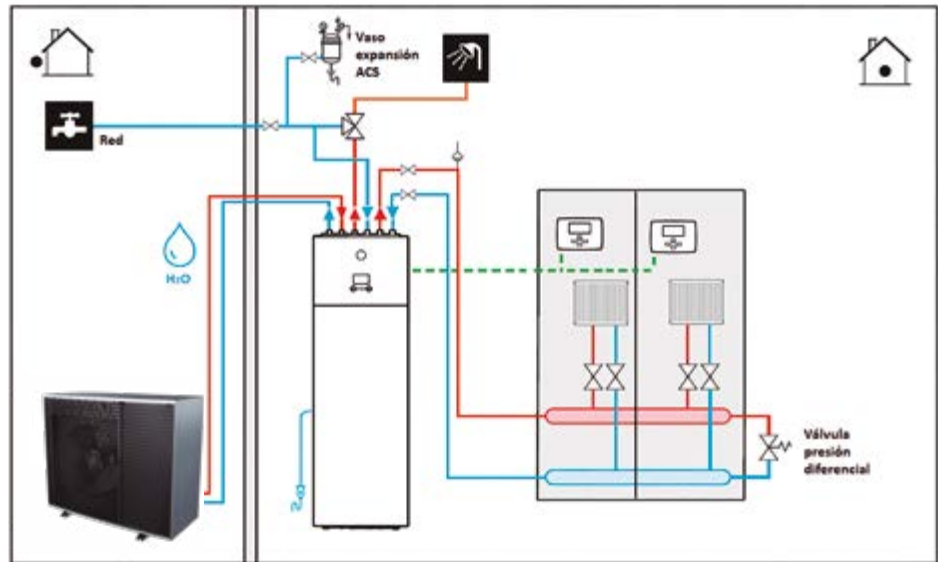 Vaso
expansión
ACS
Red
H₂O
Válvula
presión
diferencial